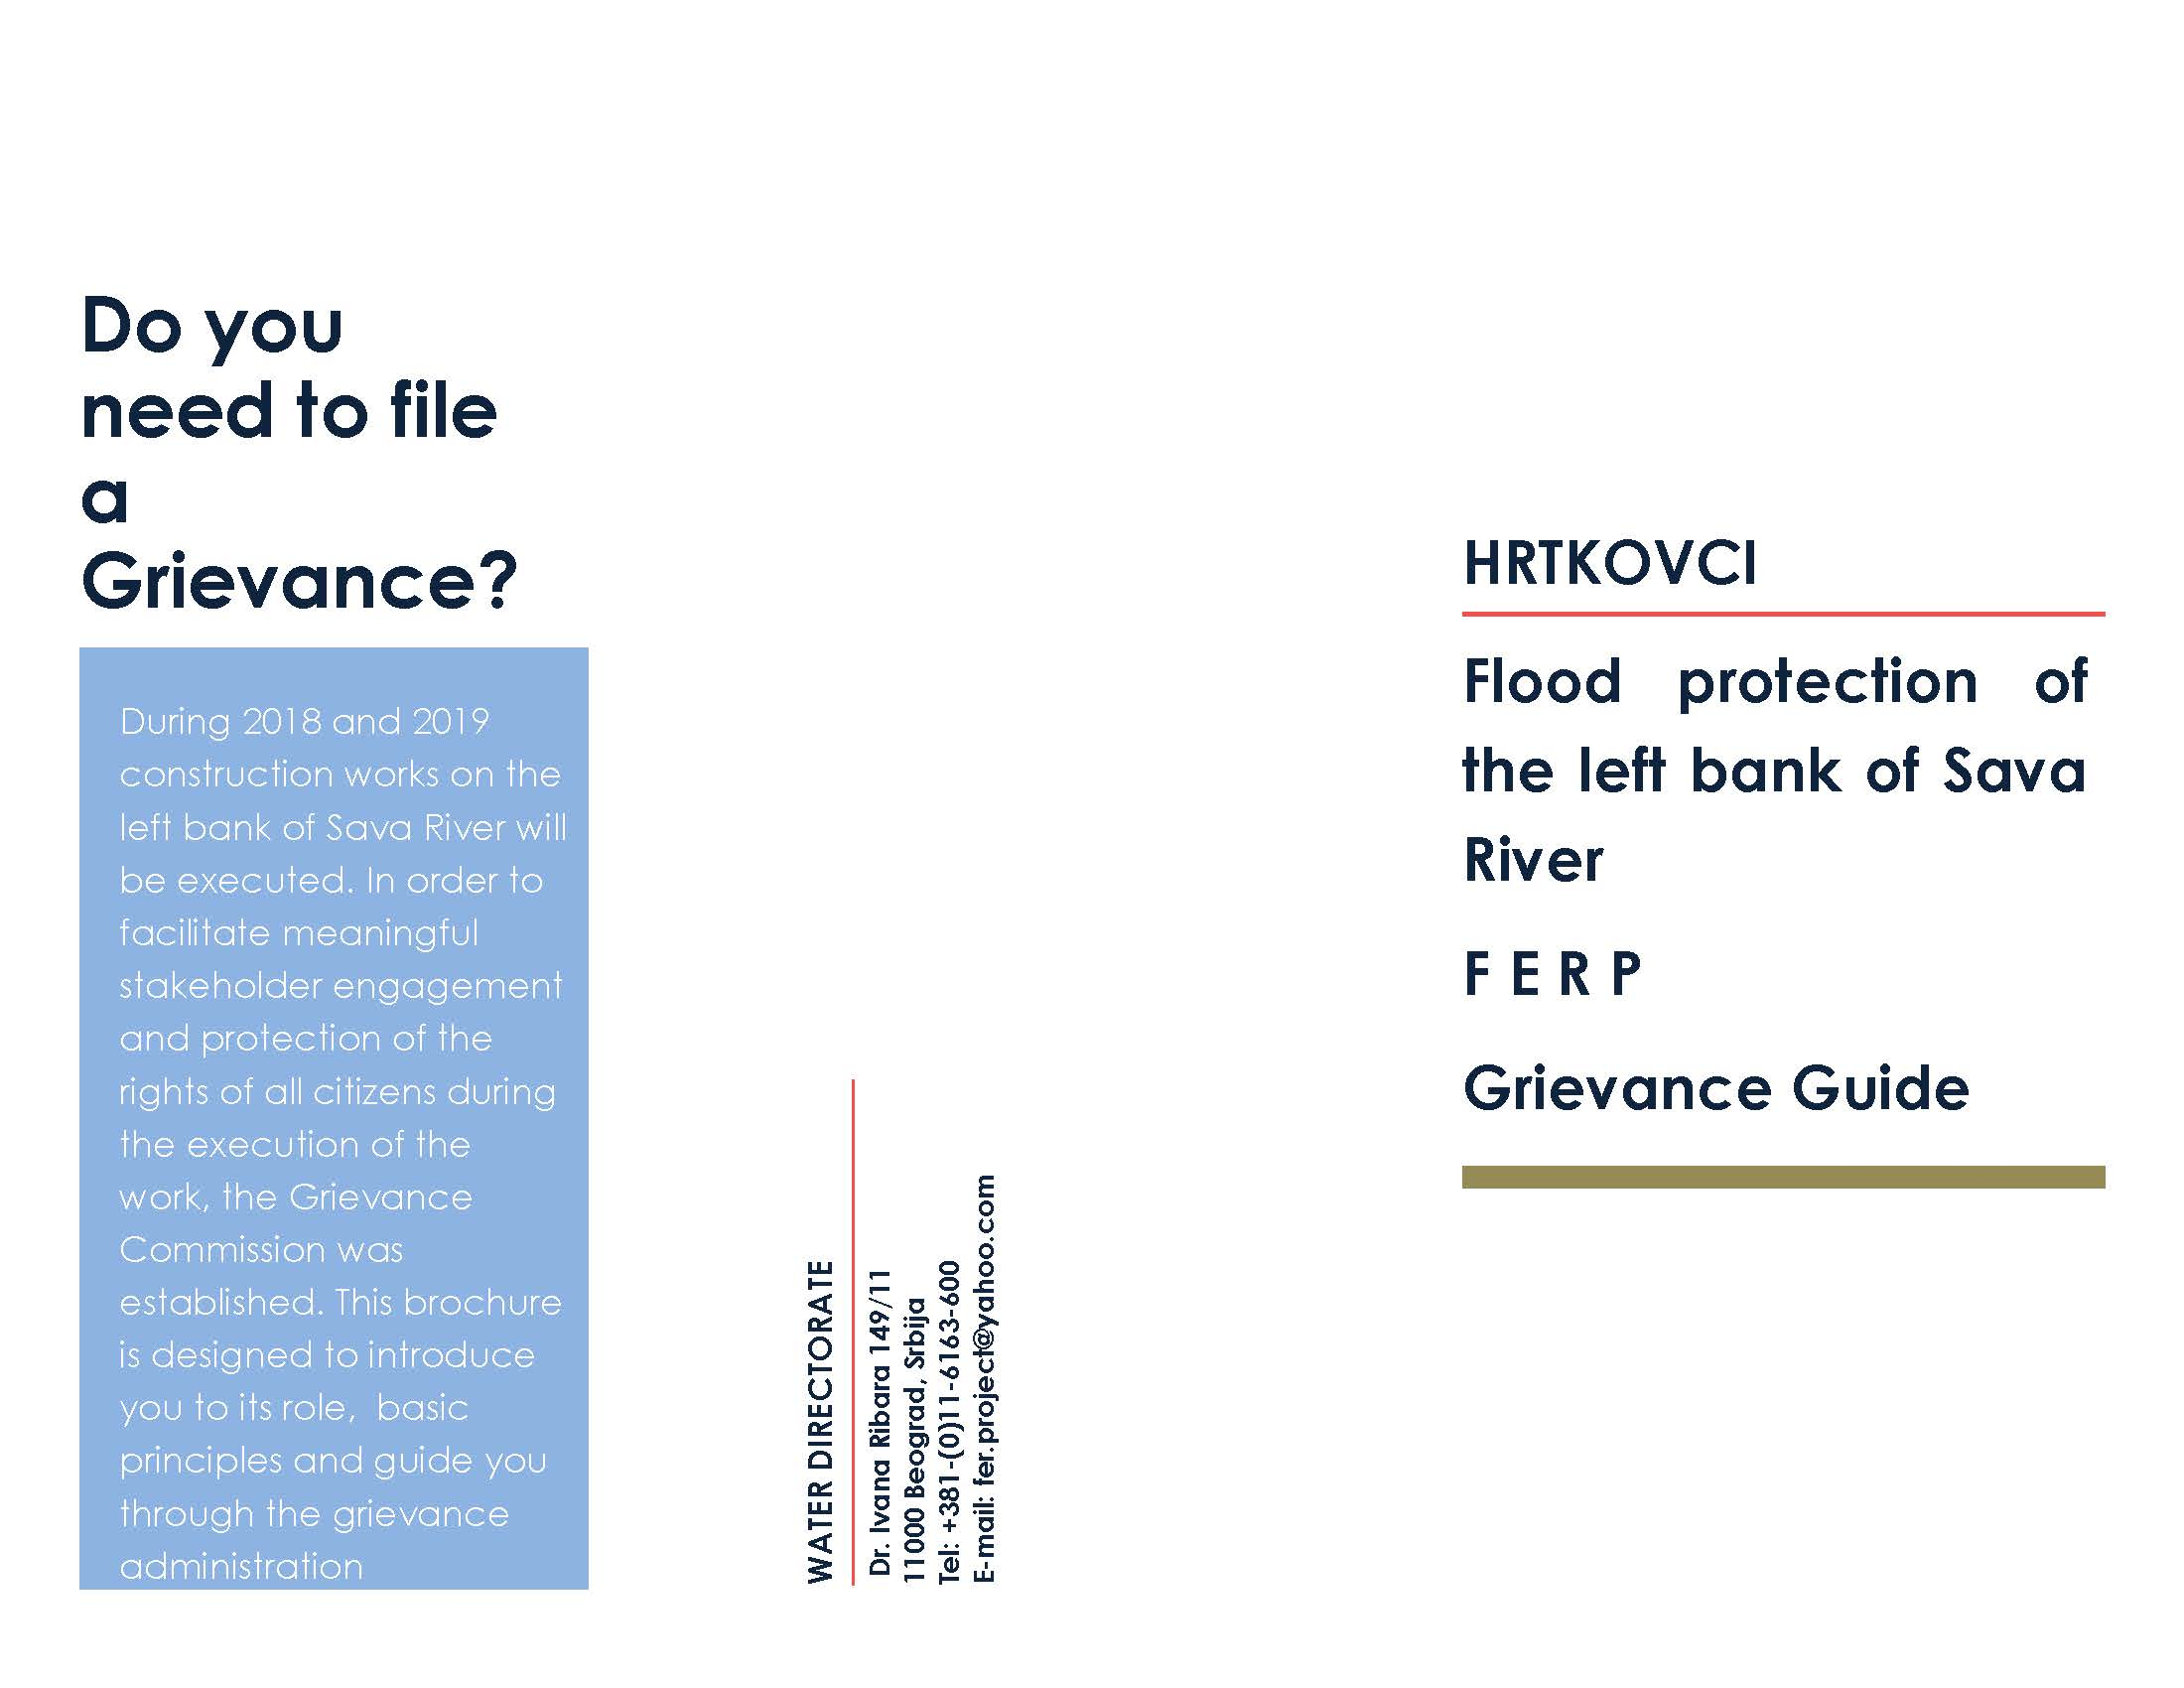 Do you
need to file
a
Grievance?
During 2018 and 2019
construction works on the
left bank of Sava River will
be executed. In order to
facilitate meaningful
stakeholder engagement
and protection of the
rights of all citizens during
the execution of the
work, the Grievance
Commission was
established. This brochure
is designed to introduce
you to its role,  basic
principles and guide you
through the grievance
administration
WATER DIRECTORATE
Dr. Ivana Ribara 149/11
11000 Beograd, Srbija
Tel: +381-(0)11-6163-600
E-mail: fer.project@yahoo.com
HRTKOVCI
Flood protection of
the left bank of Sava
River
F E R P
Grievance Guide